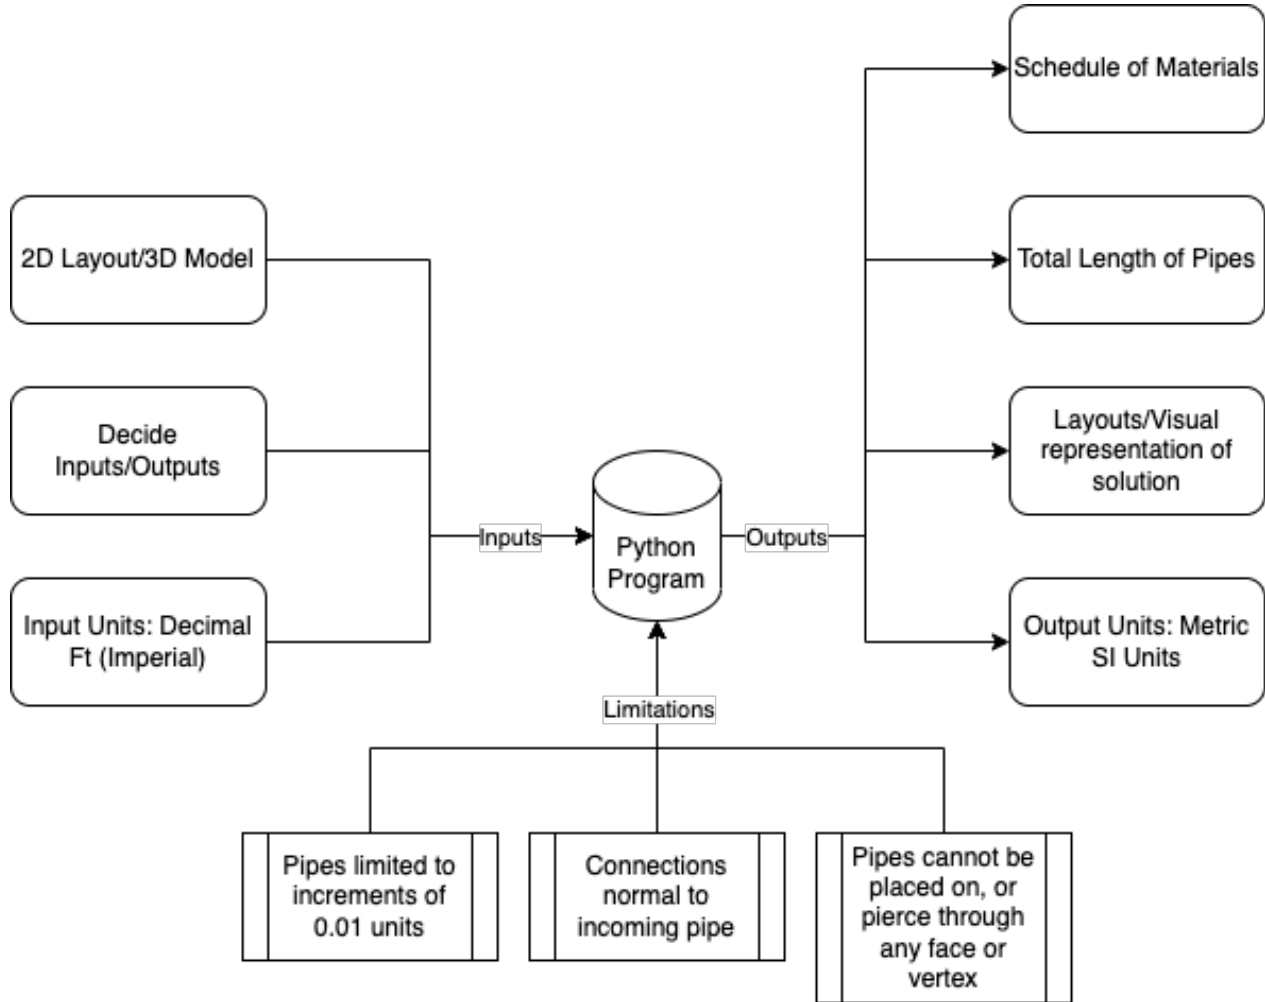 Schedule of Materials
2D Layout/3D Model
Total Length of Pipes
Decide
Inputs/Outputs
Layouts/Visual
representation of
solution
Inputs
Python
Program
Outputs
Input Units: Decimal
Ft (Imperial)
Output Units: Metric
SI Units
Limitations
Pipes limited to
increments of
0.01 units
Connections
normal to
incoming pipe
Pipes cannot be
placed on, or
pierce through
any face or
vertex